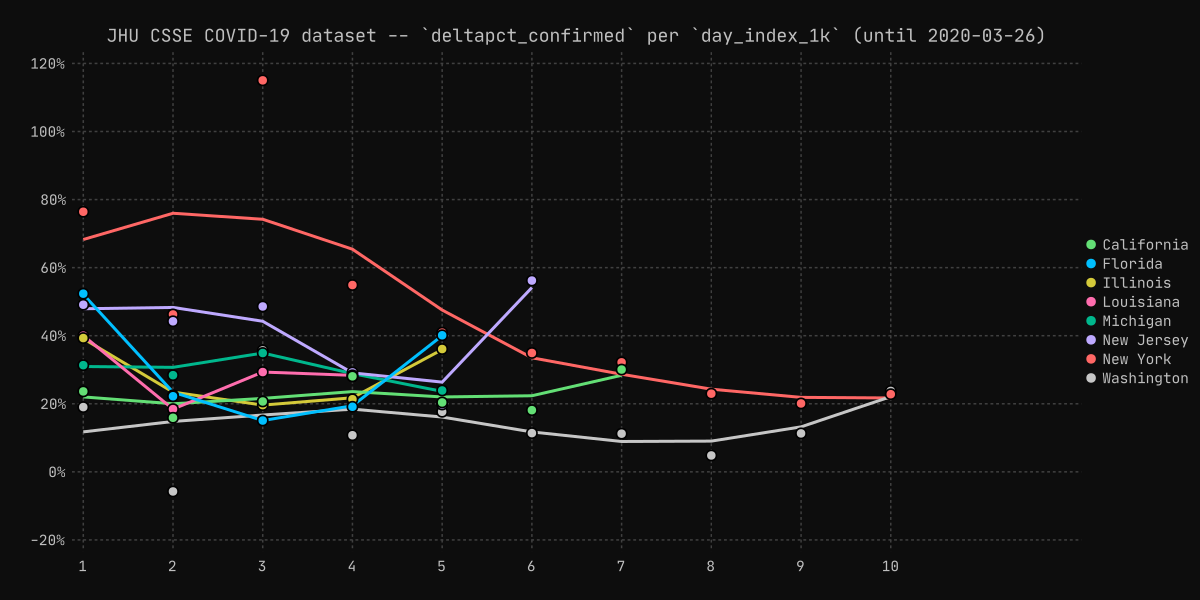 JHU CSSE COVID-19 dataset -- `deltapct_confirmed` per `day_index_1k` (until 2020-03-26)
120%
100%
80%
60%
40%
20%
0%
-20%
1 2 3 4 5 6 7 8 9 10
California
Florida
Illinois
Louisiana
Michigan
New Jersey
New York
Washington